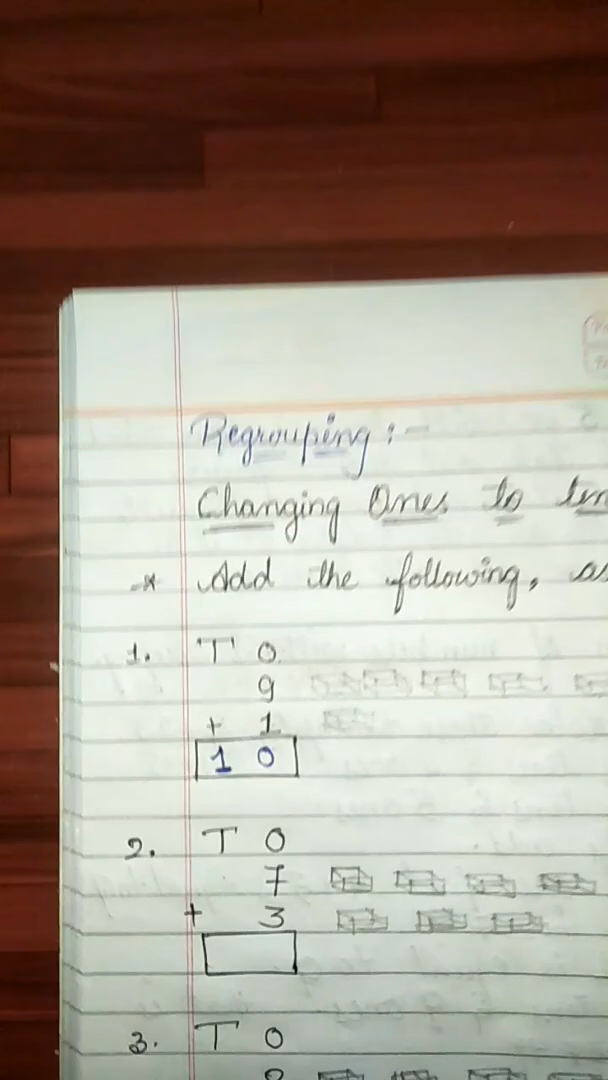 Regrouping :-
Changing Ones to
* Add the following,
1. T O
9
+ 1
1 0
2. T O
7
+ 3
3. T O